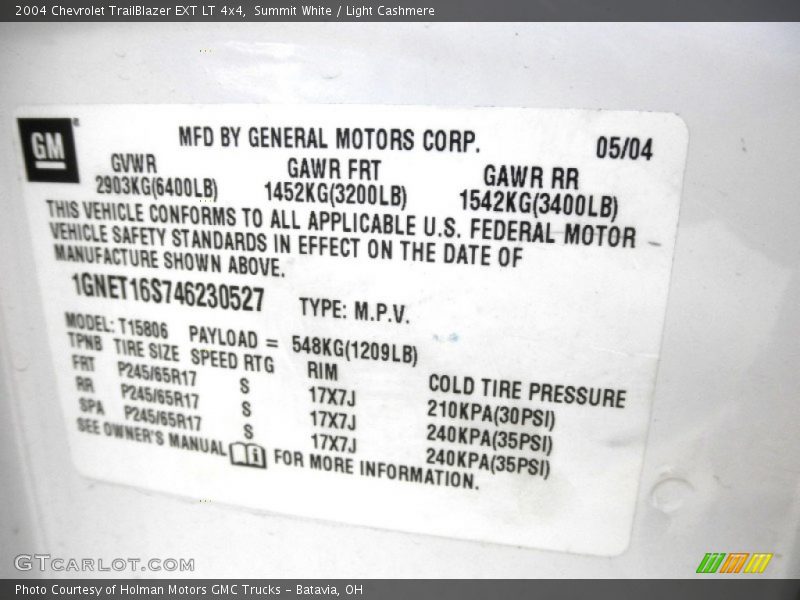 2004 Chevrolet TrailBlazer EXT LT 4x4, Summit White / Light Cashmere
GM
MFD BY GENERAL MOTORS CORP. 05/04
GVWR GAWR FRT GAWR RR
2903KG(6400LB) 1452KG(3200LB) 1542KG(3400LB)
THIS VEHICLE CONFORMS TO ALL APPLICABLE U.S. FEDERAL MOTOR
VEHICLE SAFETY STANDARDS IN EFFECT ON THE DATE OF
MANUFACTURE SHOWN ABOVE.
1GNET16S746230527 TYPE: M.P.V.
MODEL: T15806 PAYLOAD = 548KG(1209LB)
TPNB TIRE SIZE SPEED RTG RIM COLD TIRE PRESSURE
FRT P245/65R17 S 17X7J 210KPA(30PSI)
RR P245/65R17 S 17X7J 240KPA(35PSI)
SPA P245/65R17 S 17X7J 240KPA(35PSI)
SEE OWNER'S MANUAL FOR MORE INFORMATION.
GTCARLOT.COM
Photo Courtesy of Holman Motors GMC Trucks - Batavia, OH